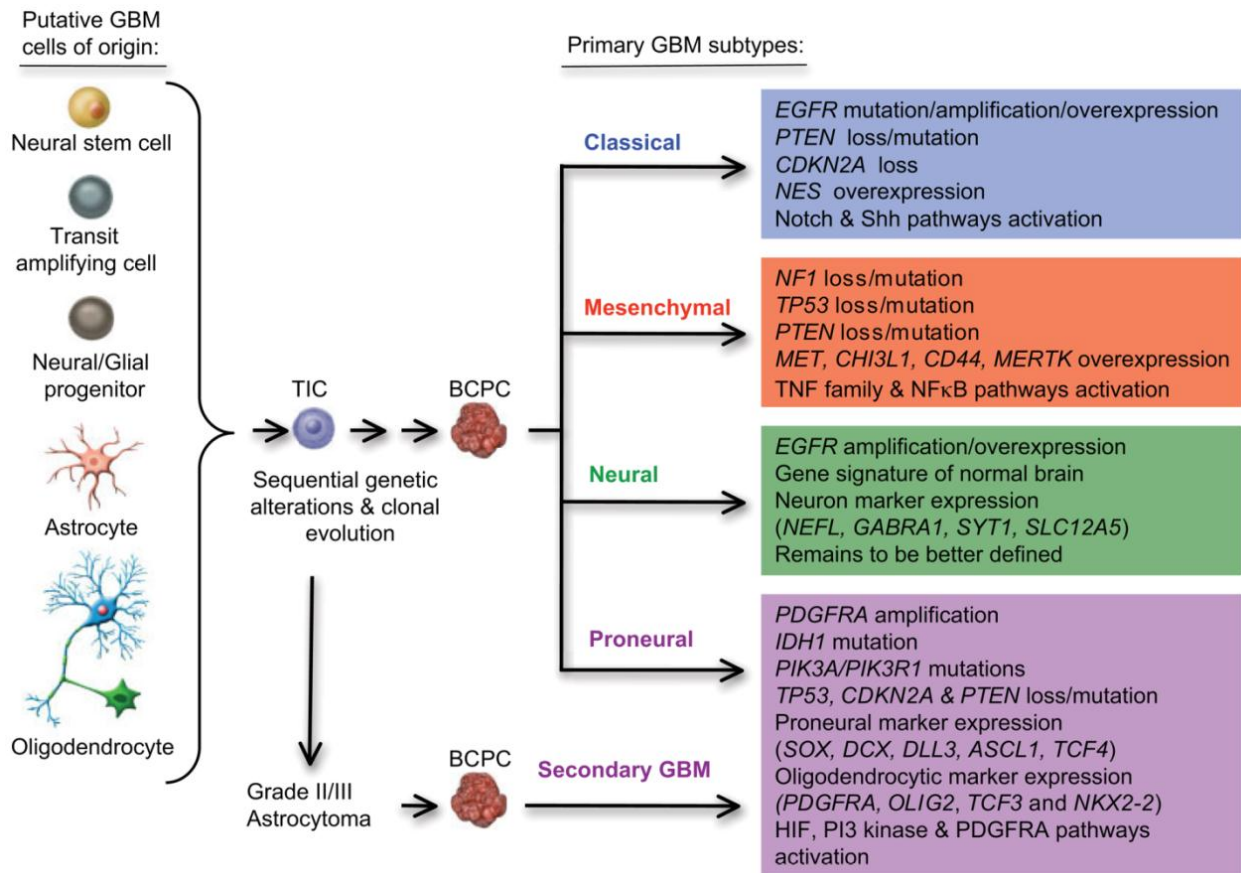 Putative GBM
cells of origin:
Neural stem cell
Transit
amplifying cell
Neural/Glial
progenitor
Astrocyte
Oligodendrocyte
TIC
BCPC
Sequential genetic
alterations & clonal
evolution
Grade II/III
Astrocytoma
BCPC
Primary GBM subtypes:
Classical
EGFR mutation/amplification/overexpression
PTEN loss/mutation
CDKN2A loss
NES overexpression
Notch & Shh pathways activation
Mesenchymal
NF1 loss/mutation
TP53 loss/mutation
PTEN loss/mutation
MET, CHI3L1, CD44, MERTK overexpression
TNF family & NFκB pathways activation
Neural
EGFR amplification/overexpression
Gene signature of normal brain
Neuron marker expression
(NEFL, GABRA1, SYT1, SLC12A5)
Remains to be better defined
Proneural
Secondary GBM
PDGFRA amplification
IDH1 mutation
PIK3A/PIK3R1 mutations
TP53, CDKN2A & PTEN loss/mutation
Proneural marker expression
(SOX, DCX, DLL3, ASCL1, TCF4)
Oligodendrocytic marker expression
(PDGFRA, OLIG2, TCF3 and NKX2-2)
HIF, PI3 kinase & PDGFRA pathways
activation